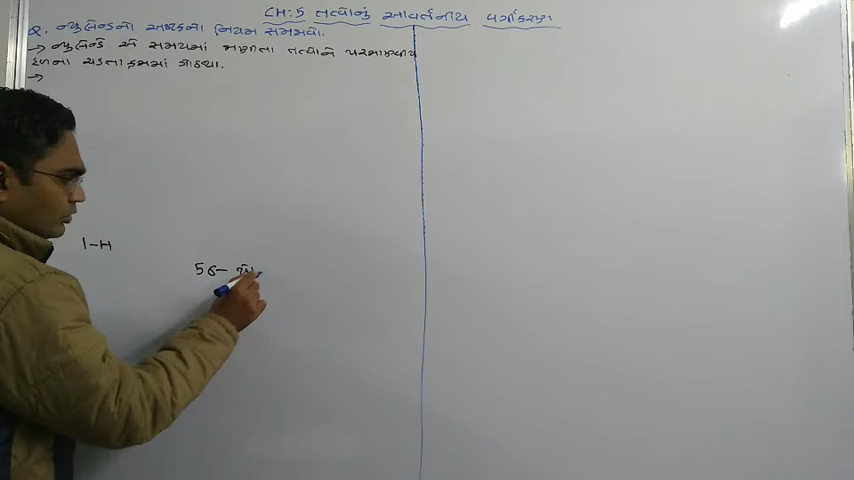 CH:5 તત્વોનું આવર્તનીય વર્ગીકરણ
Q. ન્યુલેન્ડનો અષ્ટકનો નિયમ સમજાવો.
→ ન્યુલેન્ડે એ સમયમાં મળતા તત્વોને પરમાણ્વીય
દળના ચડતા ક્રમમાં ગોઠવ્યા.
→
1-H
56-